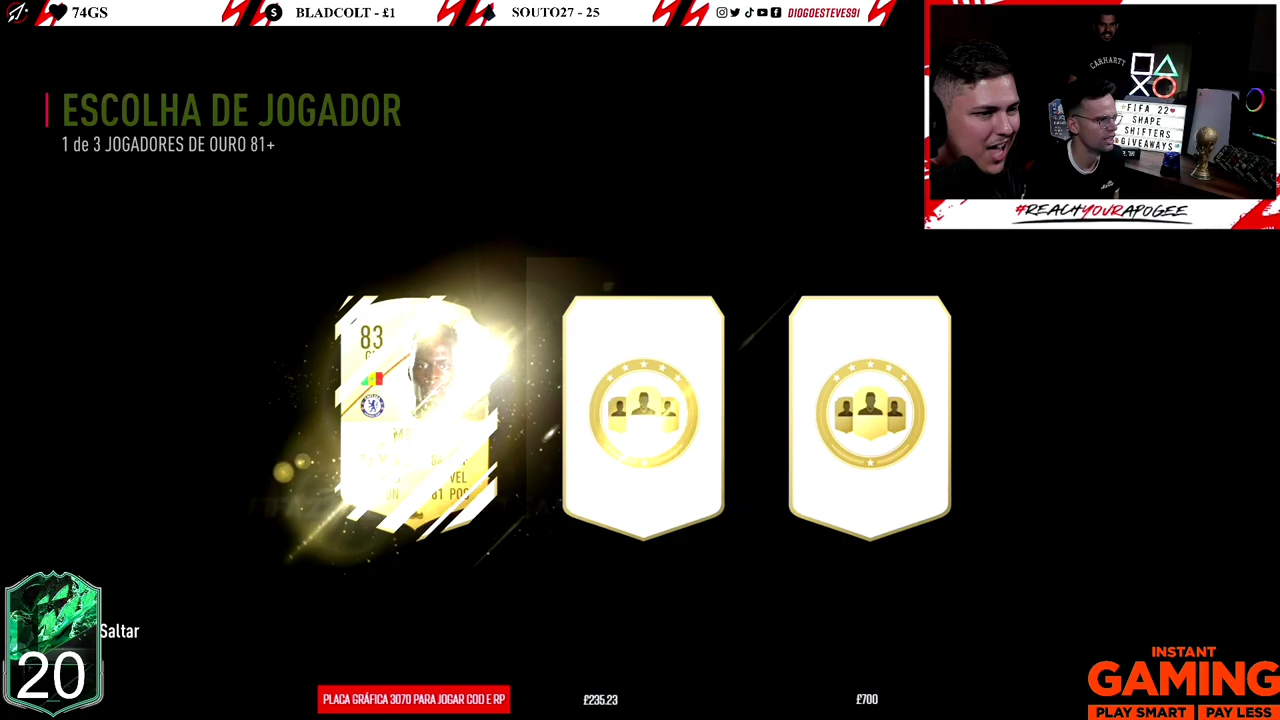 74GS
BLADCOLT - £1
SOUTO27 - 25
DIOGOESTEVES91
ESCOLHA DE JOGADOR
1 de 3 JOGADORES DE OURO 81+
CARHARTT
FIFA 22
SHAPE
SHIFTERS
GIVEAWAYS
#REACHYOURAPOGEE
83
81 POS
Saltar
20
PLACA GRÁFICA 3070 PARA JOGAR COD E RP
£235.23
£700
INSTANT
GAMING
PLAY SMART
PAY LESS